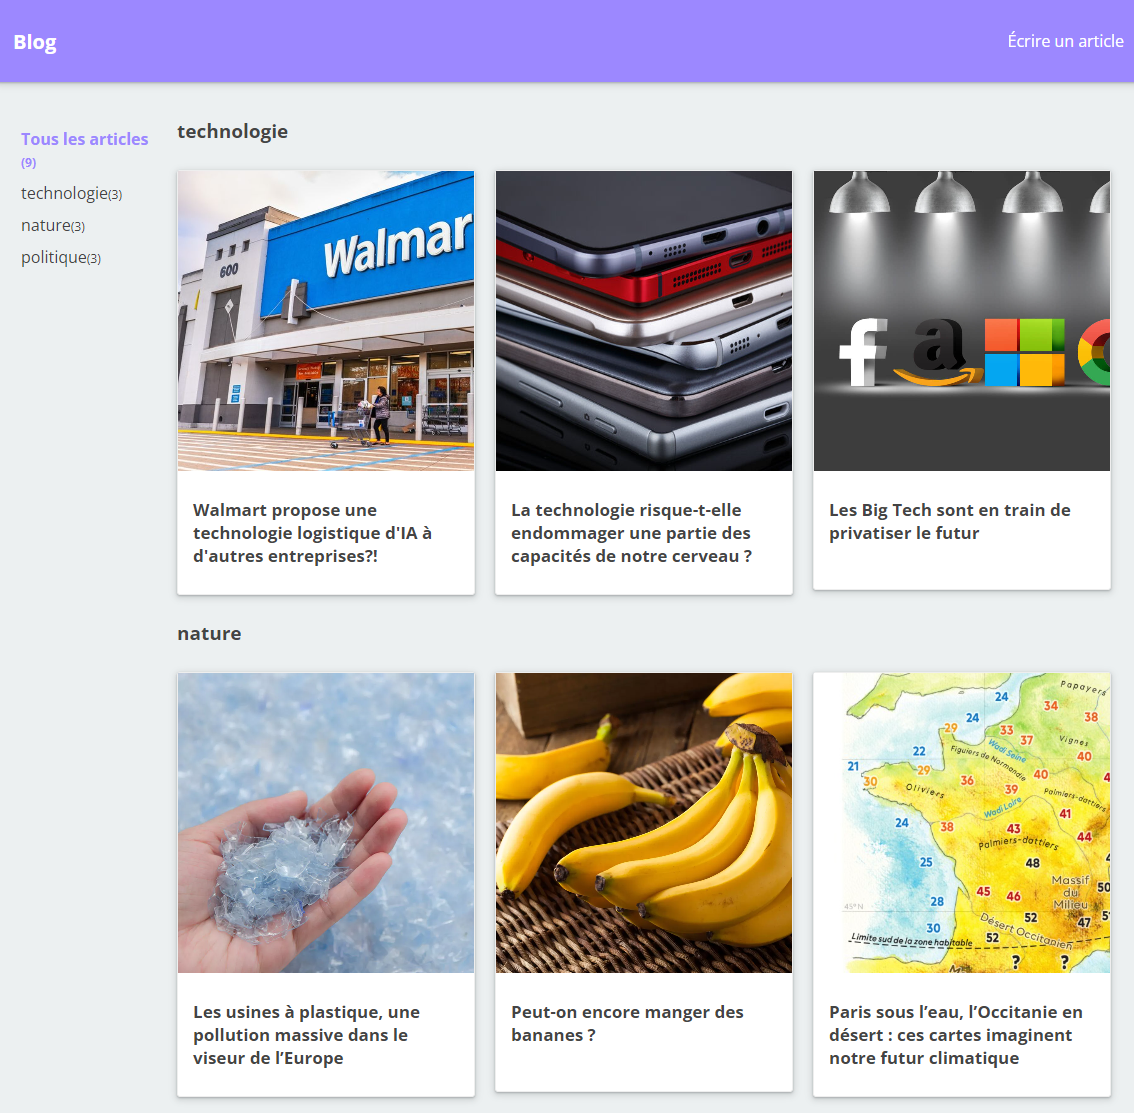 Blog
Écrire un article
Tous les articles
(9)
technologie(3)
nature(3)
politique(3)
technologie
600
Walmar
Walmart propose une
technologie logistique d'IA à
d'autres entreprises?!
La technologie risque-t-elle
endommager une partie des
capacités de notre cerveau ?
f a
Les Big Tech sont en train de
privatiser le futur
nature
Les usines à plastique, une
pollution massive dans le
viseur de l’Europe
Peut-on encore manger des
bananes ?
24
Papayers
34
24
38
29
33
37
Vignes
22
Wadi Seine
40
Figuiers de Normandie
21
29
30
36
40
Oliviers
39
Palmiers-dattiers
Wadi Loire
41
24
38
43
44
Palmiers-dattiers
25
48
Massif
du
Milieu
50
45
46
28
52
47
30
Désert Occitanien
52
45° N
Limite sud de la zone habitable
?
?
Paris sous l’eau, l’Occitanie en
désert : ces cartes imaginent
notre futur climatique